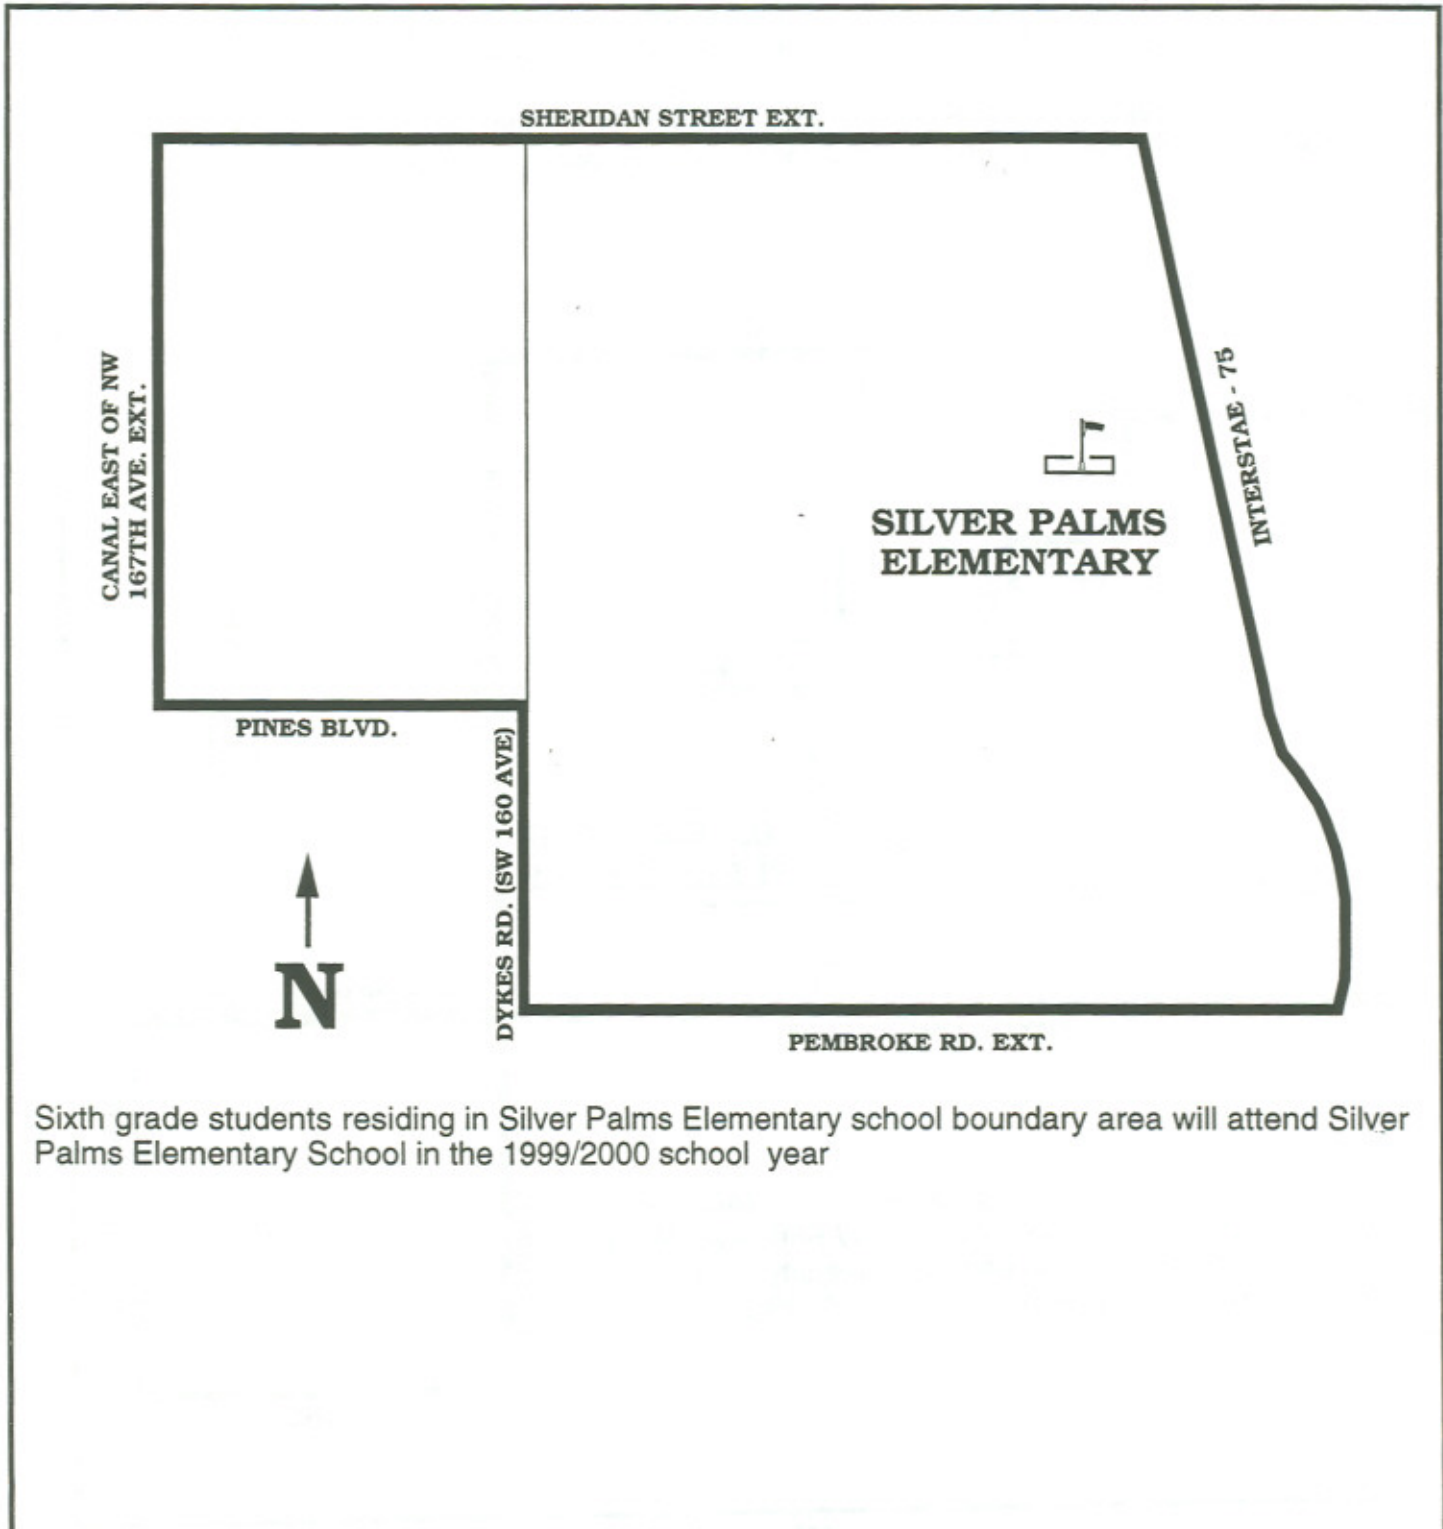 SHERIDAN STREET EXT.
CANAL EAST OF NW
167TH AVE. EXT.
INTERSTAE - 75
SILVER PALMS
ELEMENTARY
PINES BLVD.
DYKES RD. (SW 160 AVE)
N
PEMBROKE RD. EXT.
Sixth grade students residing in Silver Palms Elementary school boundary area will attend Silver
Palms Elementary School in the 1999/2000 school year